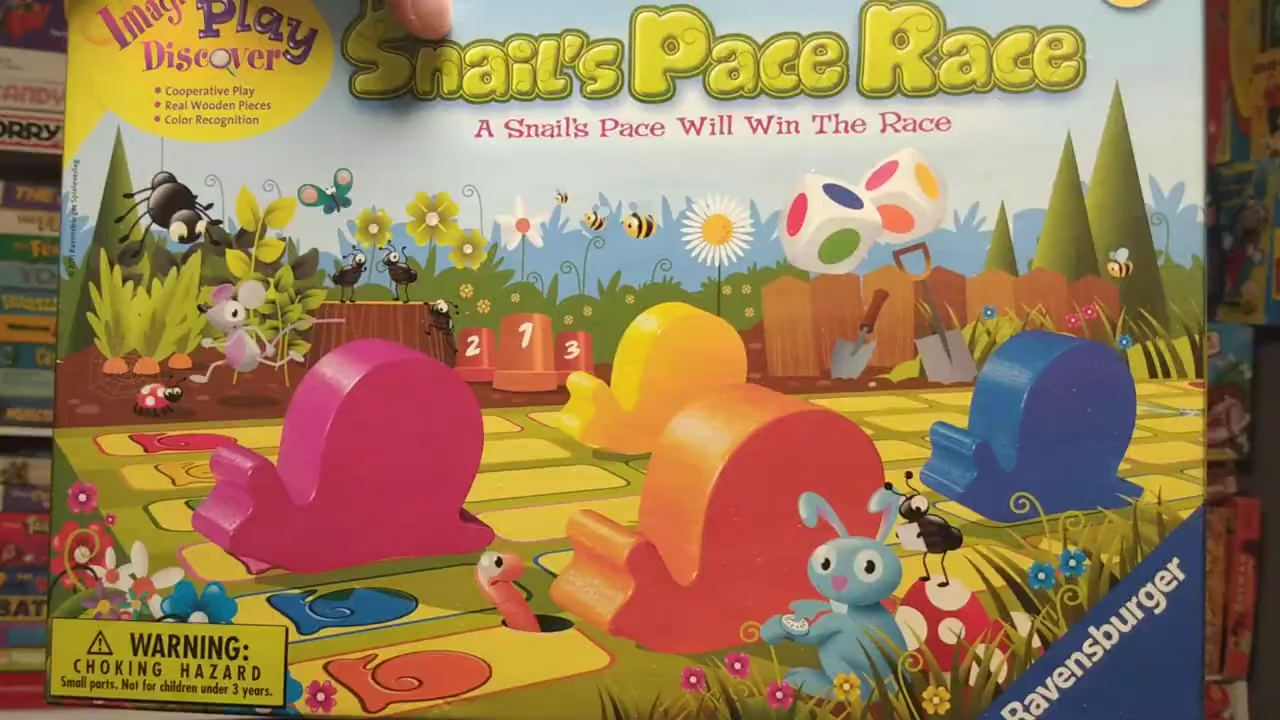 Imagine
Play
Discover
• Cooperative Play
• Real Wooden Pieces
• Color Recognition
Snail's Pace Race
A Snail's Pace Will Win The Race
2
1
3
WARNING:
CHOKING HAZARD
Small parts. Not for children under 3 years.
Ravensburger